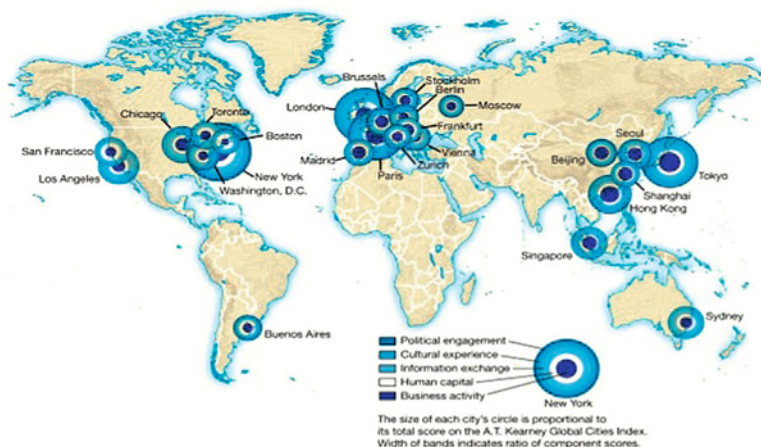 Brussels
Stockholm
Berlin
London
Moscow
Chicago
Toronto
Boston
Frankfurt
San Francisco
Madrid
Vienna
Zurich
Paris
Los Angeles
New York
Washington, D.C.
Seoul
Beijing
Tokyo
Shanghai
Hong Kong
Singapore
Buenos Aires
Sydney
Political engagement
Cultural experience
Information exchange
Human capital
Business activity
New York
The size of each city's circle is proportional to
its total score on the A.T. Kearney Global Cities Index.
Width of bands indicates ratio of component scores.